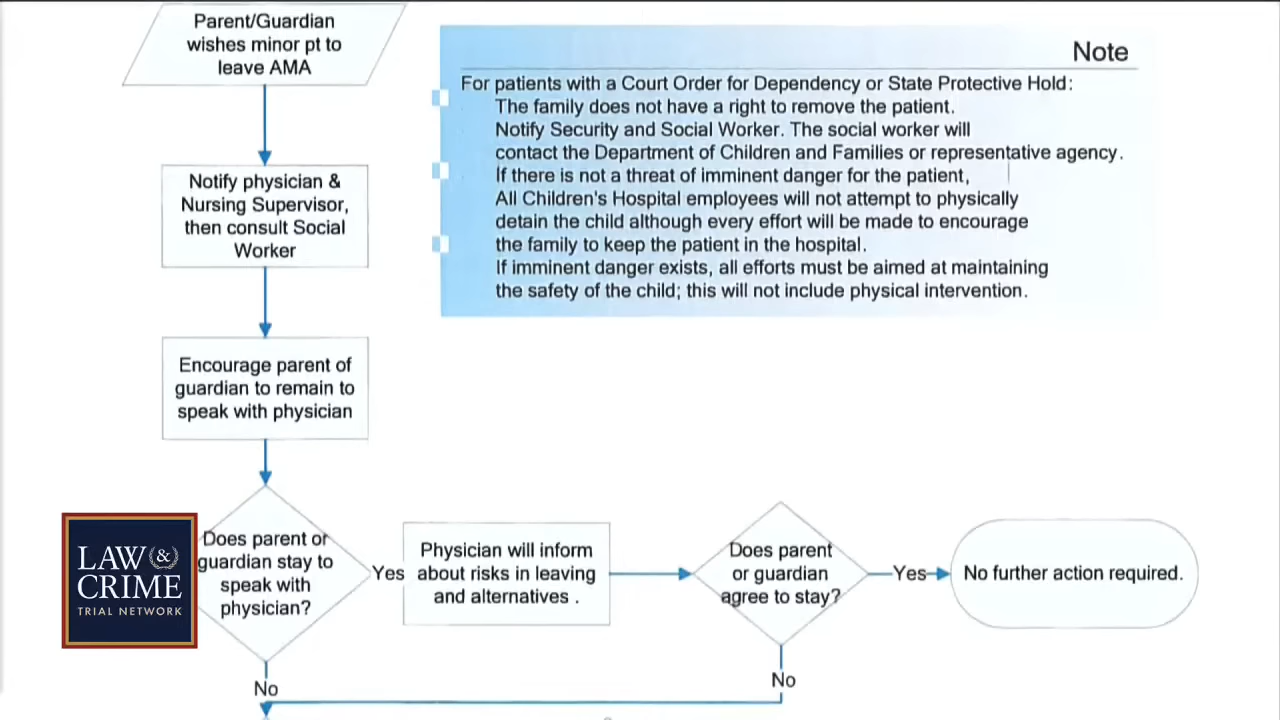 Parent/Guardian
wishes minor pt to
leave AMA
Note
For patients with a Court Order for Dependency or State Protective Hold:
The family does not have a right to remove the patient.
Notify Security and Social Worker. The social worker will
contact the Department of Children and Families or representative agency.
If there is not a threat of imminent danger for the patient,
All Children's Hospital employees will not attempt to physically
detain the child although every effort will be made to encourage
the family to keep the patient in the hospital.
If imminent danger exists, all efforts must be aimed at maintaining
the safety of the child; this will not include physical intervention.
Notify physician &
Nursing Supervisor,
then consult Social
Worker
Encourage parent of
guardian to remain to
speak with physician
Does parent or
guardian stay to
speak with
physician?
Yes
Physician will inform
about risks in leaving
and alternatives .
Does parent
or guardian
agree to stay?
Yes
No further action required.
No
No
LAW &
CRIME
TRIAL NETWORK